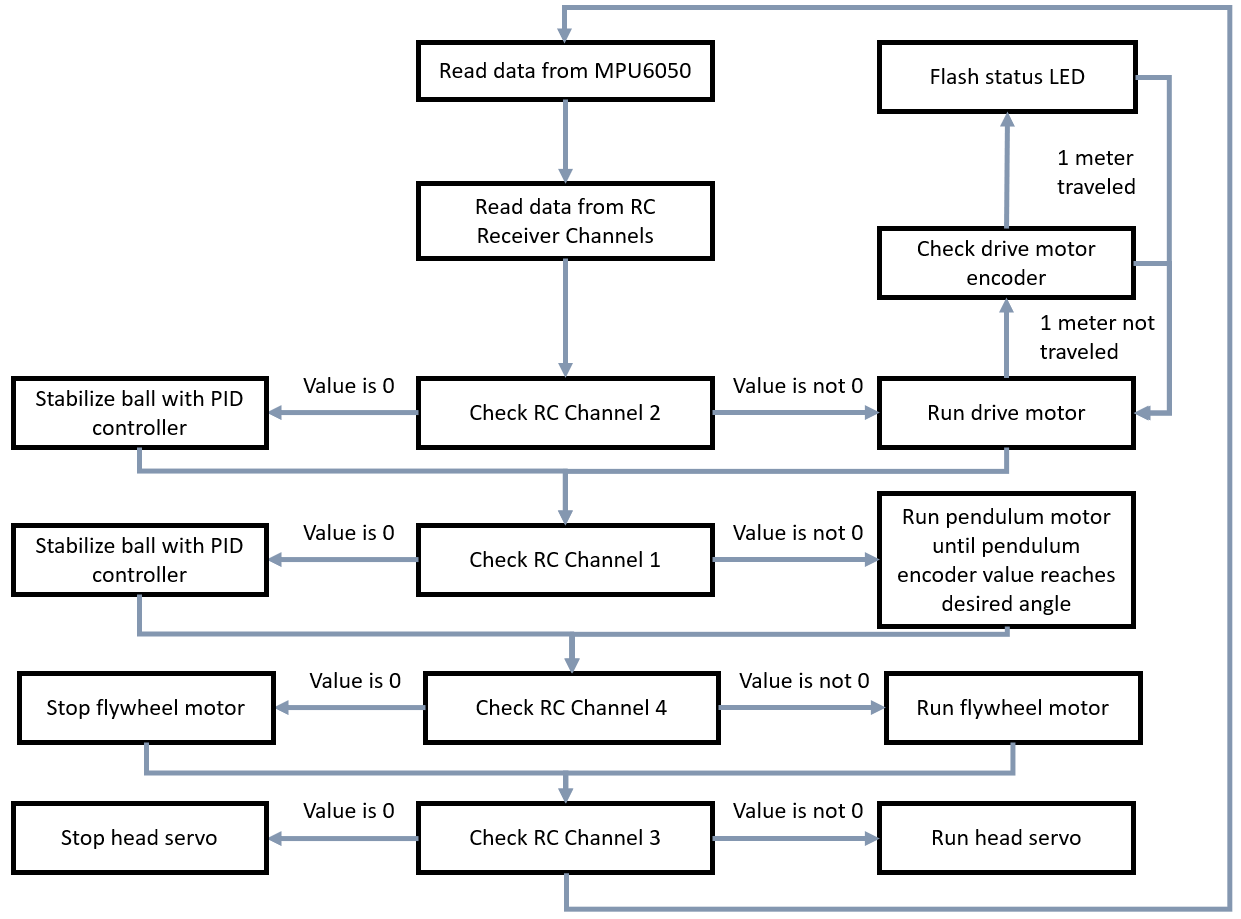 Read data from MPU6050
Flash status LED
1 meter
traveled
Read data from RC
Receiver Channels
Check drive motor
encoder
1 meter not
traveled
Stabilize ball with PID
controller
Value is 0
Check RC Channel 2
Value is not 0
Run drive motor
Stabilize ball with PID
controller
Value is 0
Check RC Channel 1
Value is not 0
Run pendulum motor
until pendulum
encoder value reaches
desired angle
Stop flywheel motor
Value is 0
Check RC Channel 4
Value is not 0
Run flywheel motor
Stop head servo
Value is 0
Check RC Channel 3
Value is not 0
Run head servo